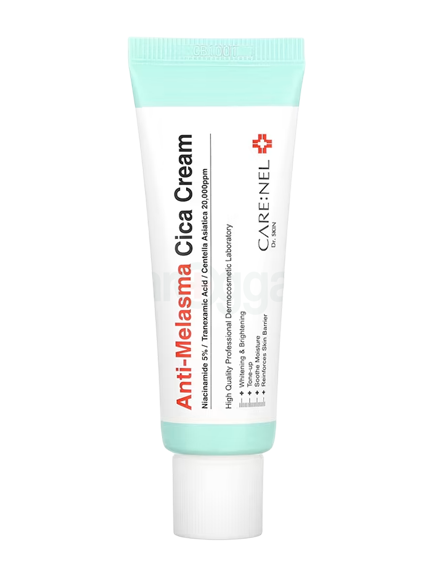 Anti-Melasma Cica Cream
Niacinamide 5% / Tranexamic Acid / Centella Asiatica 20,000ppm
High Quality Professional Dermocosmetic Laboratory
+ Whitening & Brightening
+ Tone-up
+ Soothe Moisture
+ Reinforces Skin Barrier
CARE:NEL
Dr. SKIN